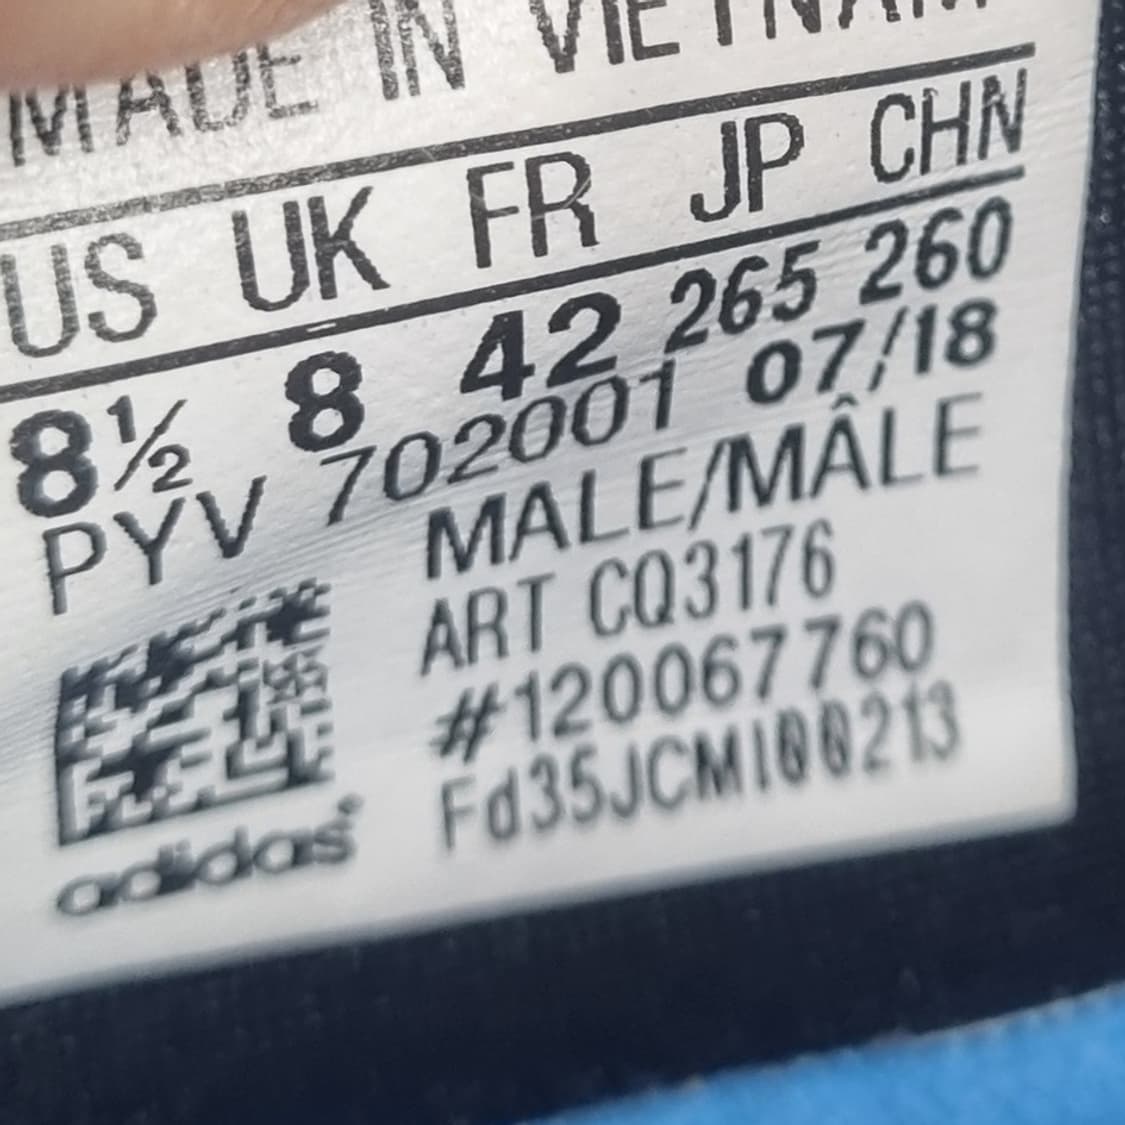 MADE IN VIETNAM
US UK FR JP CHN
8½ 8 42 265 260
PYV 702001 07/18
MALE/MÂLE
ART CQ3176
#120067760
Fd35JCMI00213
adidas